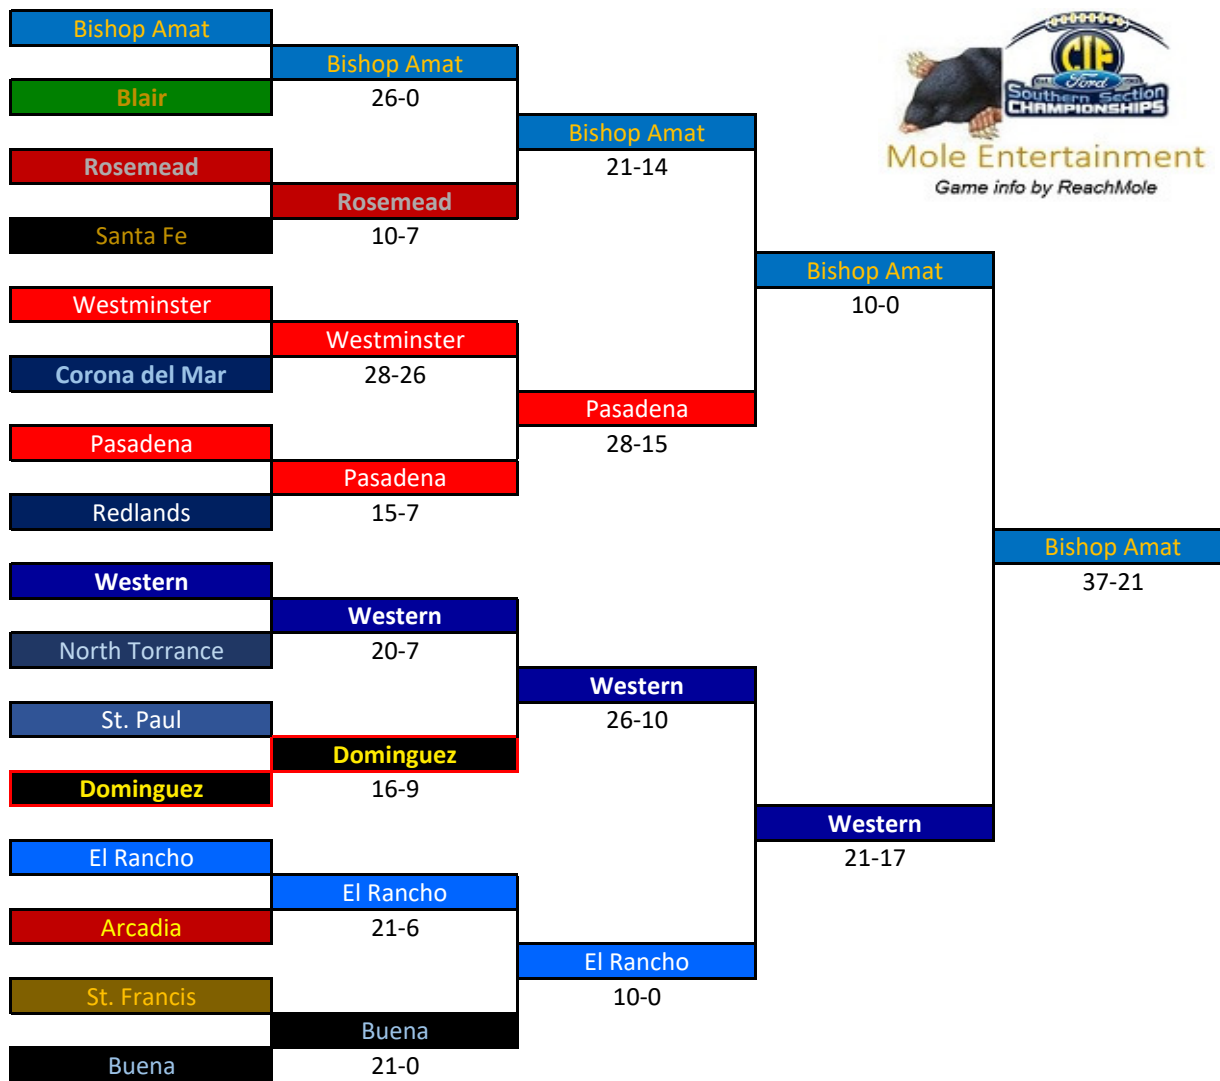 Bishop Amat
Bishop Amat
Blair
26-0
Bishop Amat
Rosemead
21-14
Rosemead
Santa Fe
10-7
Bishop Amat
Westminster
10-0
Westminster
Corona del Mar
28-26
Pasadena
Pasadena
28-15
Pasadena
Redlands
15-7
Bishop Amat
Western
37-21
Western
North Torrance
20-7
Western
St. Paul
26-10
Dominguez
Dominguez
16-9
Western
El Rancho
21-17
El Rancho
Arcadia
21-6
El Rancho
St. Francis
10-0
Buena
Buena
21-0
CIF
Ford
Southern Section
CHAMPIONSHIPS
Mole Entertainment
Game info by ReachMole